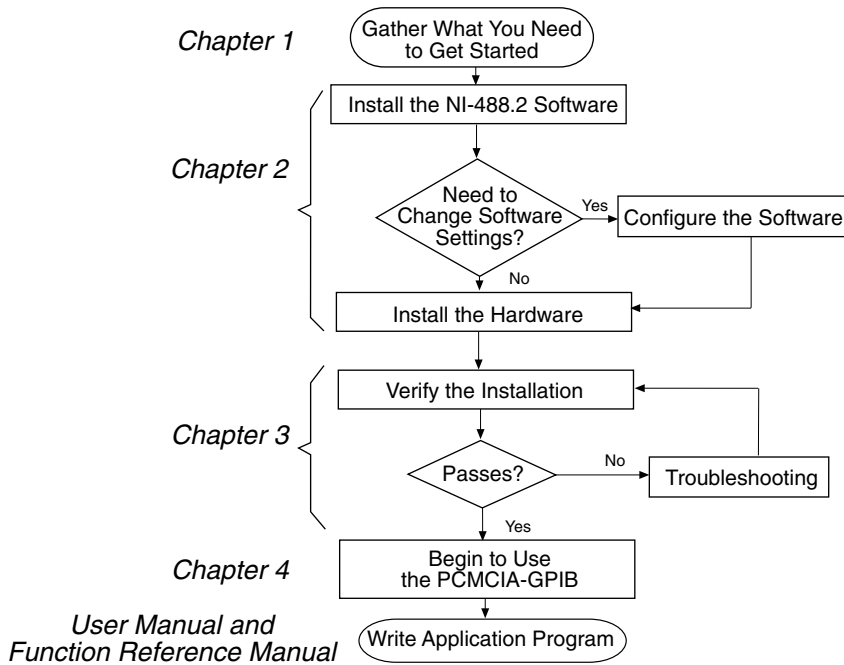 Chapter 1
Gather What You Need
to Get Started
Install the NI-488.2 Software
Chapter 2
Need to
Change Software
Settings?
Yes
Configure the Software
No
Install the Hardware
Verify the Installation
Chapter 3
Passes?
No
Troubleshooting
Yes
Chapter 4
Begin to Use
the PCMCIA-GPIB
User Manual and
Function Reference Manual
Write Application Program